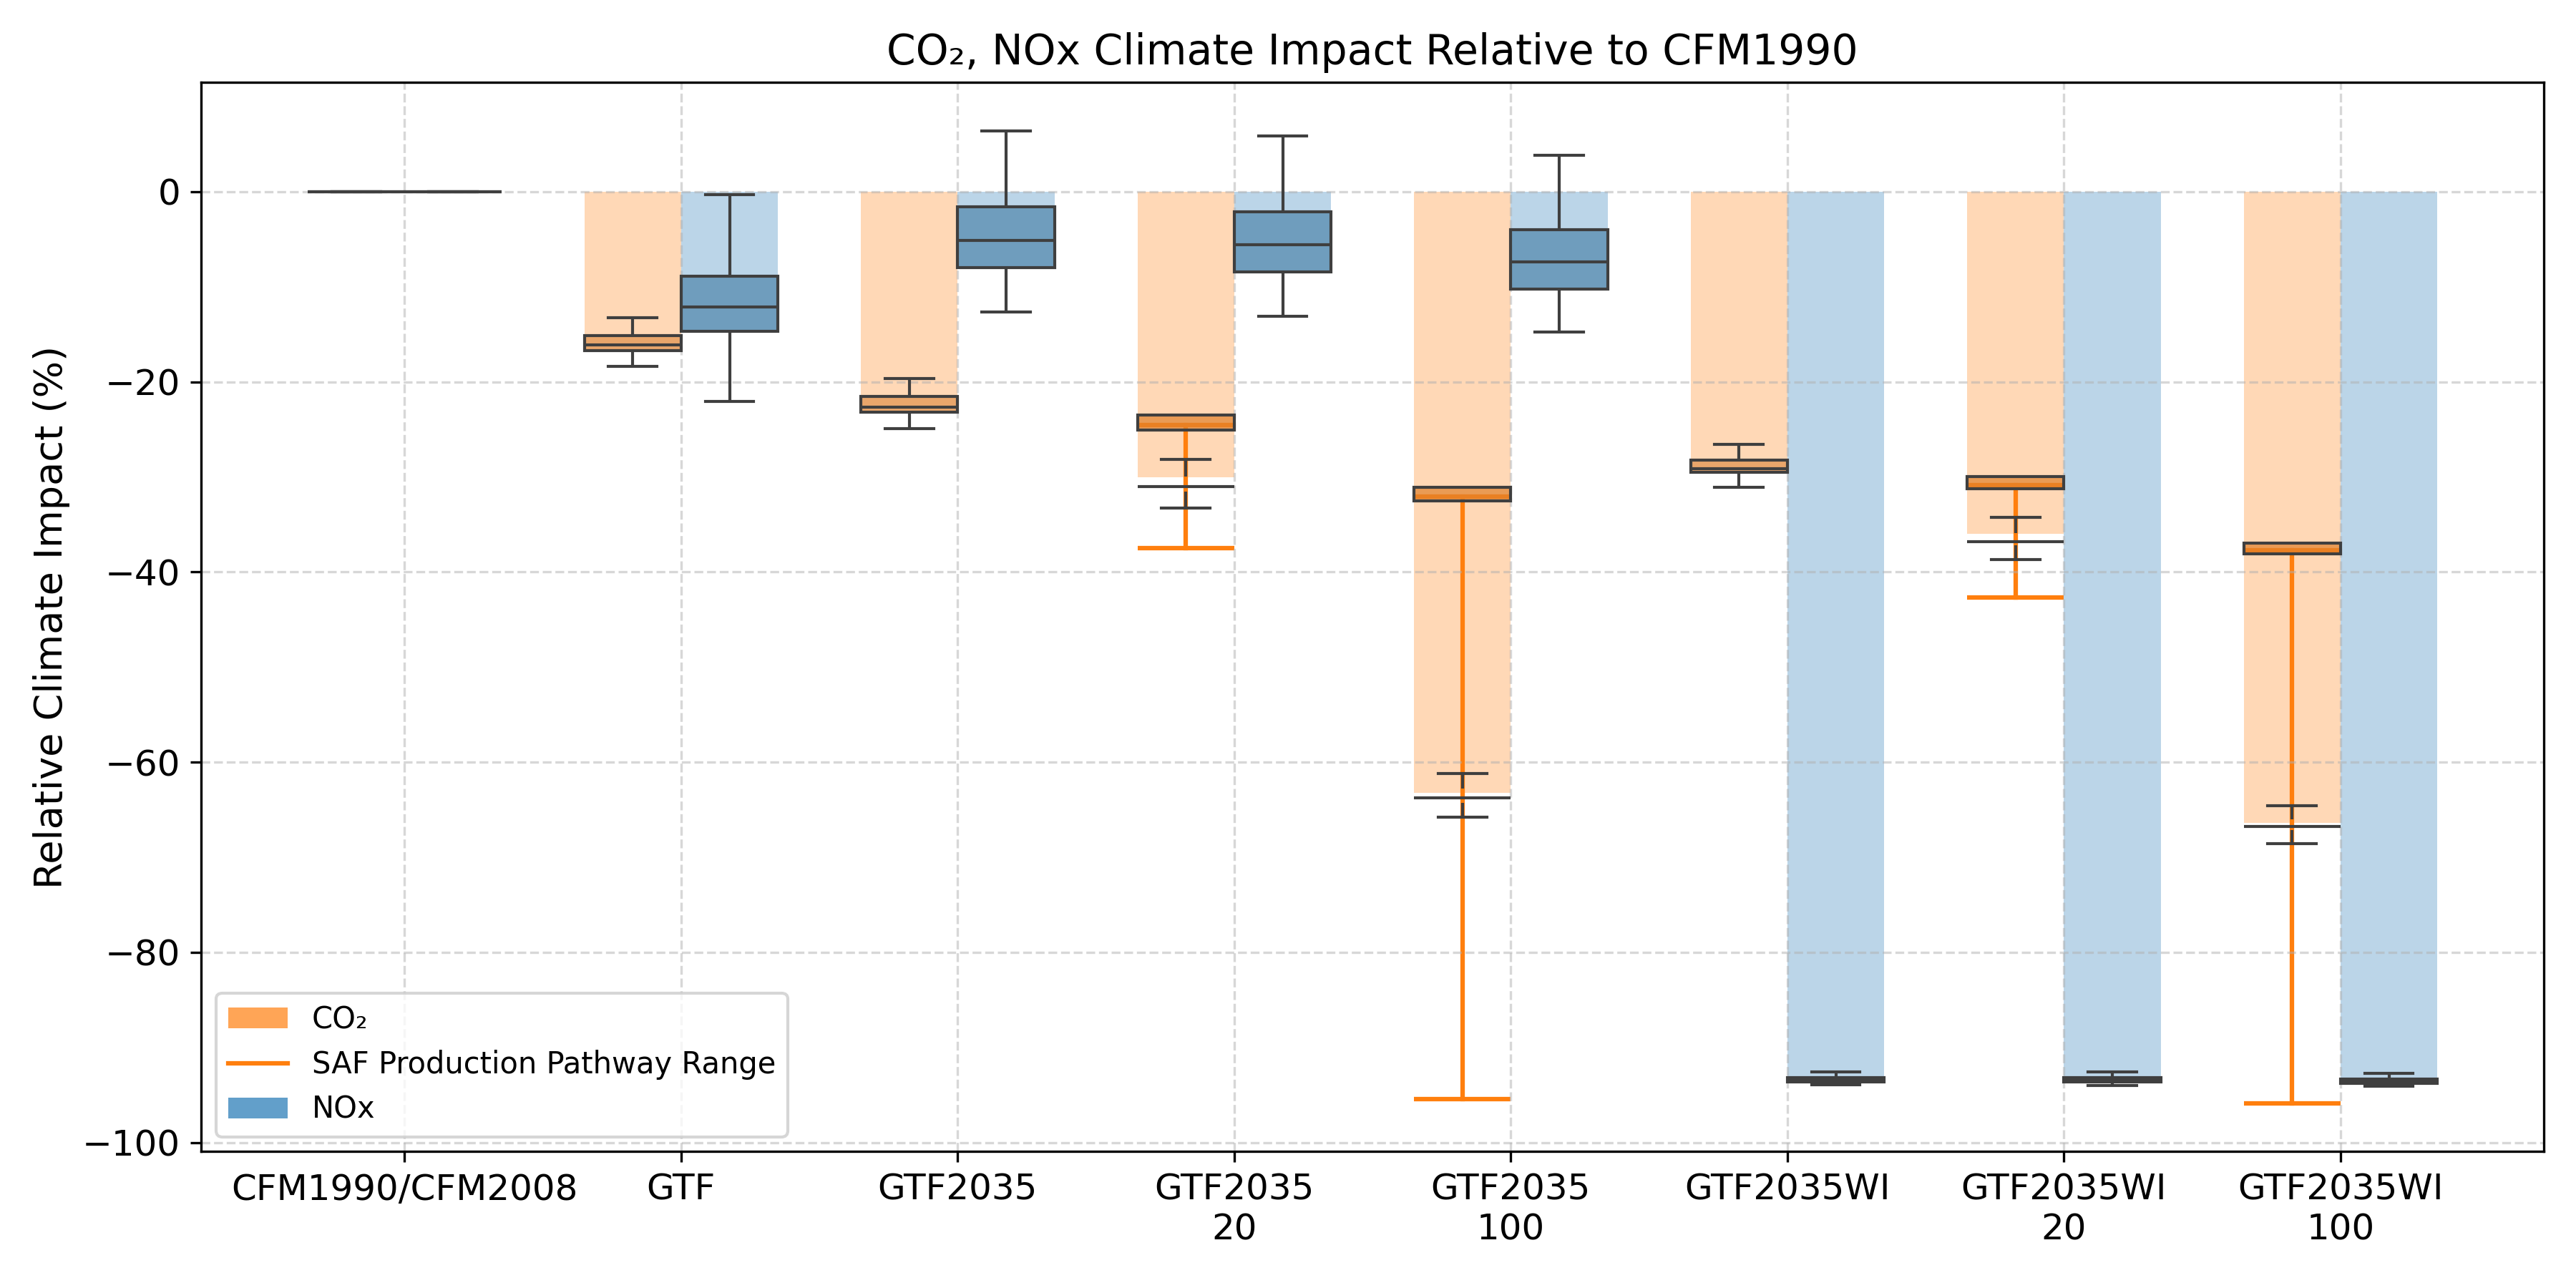 CO₂, NOx Climate Impact Relative to CFM1990
Relative Climate Impact (%)
0
−20
−40
−60
−80
−100
CO₂
SAF Production Pathway Range
NOx
CFM1990/CFM2008
GTF
GTF2035
GTF2035
20
GTF2035
100
GTF2035WI
GTF2035WI
20
GTF2035WI
100